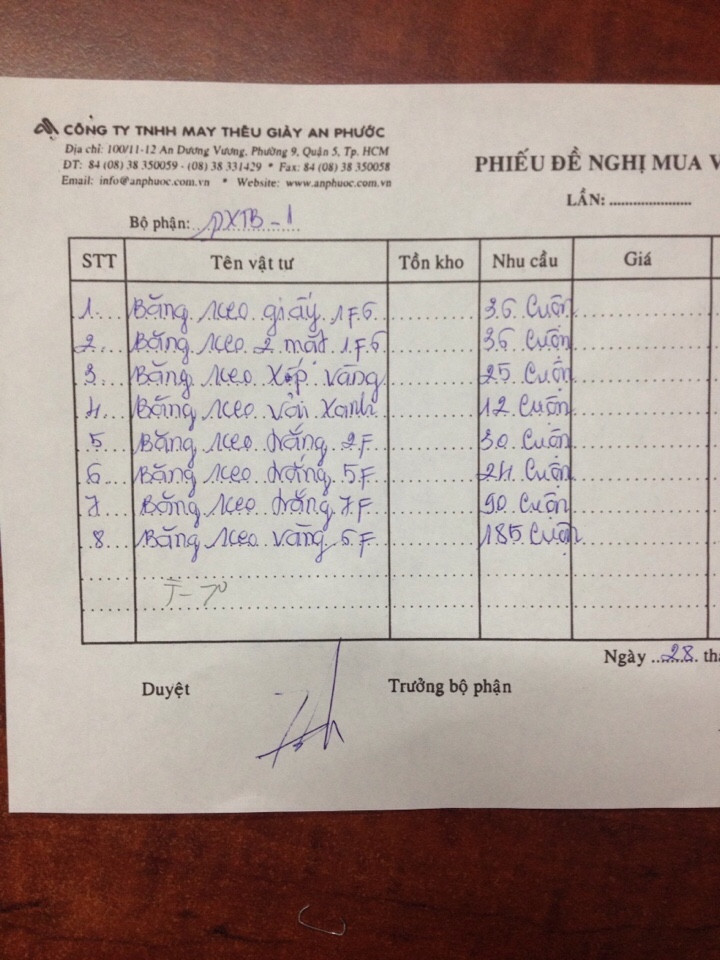 CÔNG TY TNHH MAY THÊU GIÀY AN PHƯỚC
Địa chỉ: 100/11-12 An Dương Vương, Phường 9, Quận 5, Tp. HCM
ĐT: 84 (08) 38 350059 - (08) 38 331429 * Fax: 84 (08) 38 350058
Email: info@anphuoc.com.vn * Website: www.anphuoc.com.vn
PHIẾU ĐỀ NGHỊ MUA V
LẦN: ....................
Bộ phận: PXTB-1
STT Tên vật tư Tồn kho Nhu cầu Giá
1. Băng keo giấy 1F6 36 Cuộn
2. Băng keo 2 mặt 1F6 36 Cuộn
3. Băng keo xốp vàng 25 Cuộn
4. Băng keo vải xanh 12 Cuộn
5 Băng keo trắng 2F 30 Cuộn
6 Băng keo trắng 5F 24 Cuộn
7 Băng keo trắng 7F 90 Cuộn
8. Băng keo vàng 5F 185 Cuộn
Ngày 28 thá
Duyệt Trưởng bộ phận